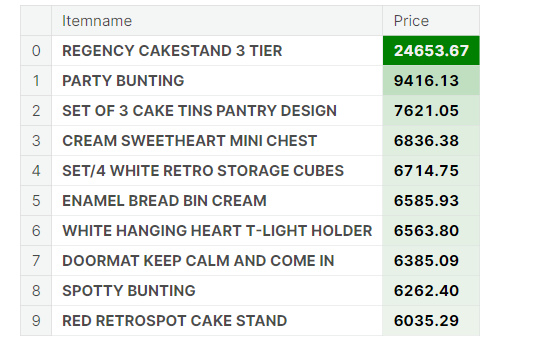 Itemname Price
0 REGENCY CAKESTAND 3 TIER 24653.67
1 PARTY BUNTING 9416.13
2 SET OF 3 CAKE TINS PANTRY DESIGN 7621.05
3 CREAM SWEETHEART MINI CHEST 6836.38
4 SET/4 WHITE RETRO STORAGE CUBES 6714.75
5 ENAMEL BREAD BIN CREAM 6585.93
6 WHITE HANGING HEART T-LIGHT HOLDER 6563.80
7 DOORMAT KEEP CALM AND COME IN 6385.09
8 SPOTTY BUNTING 6262.40
9 RED RETROSPOT CAKE STAND 6035.29